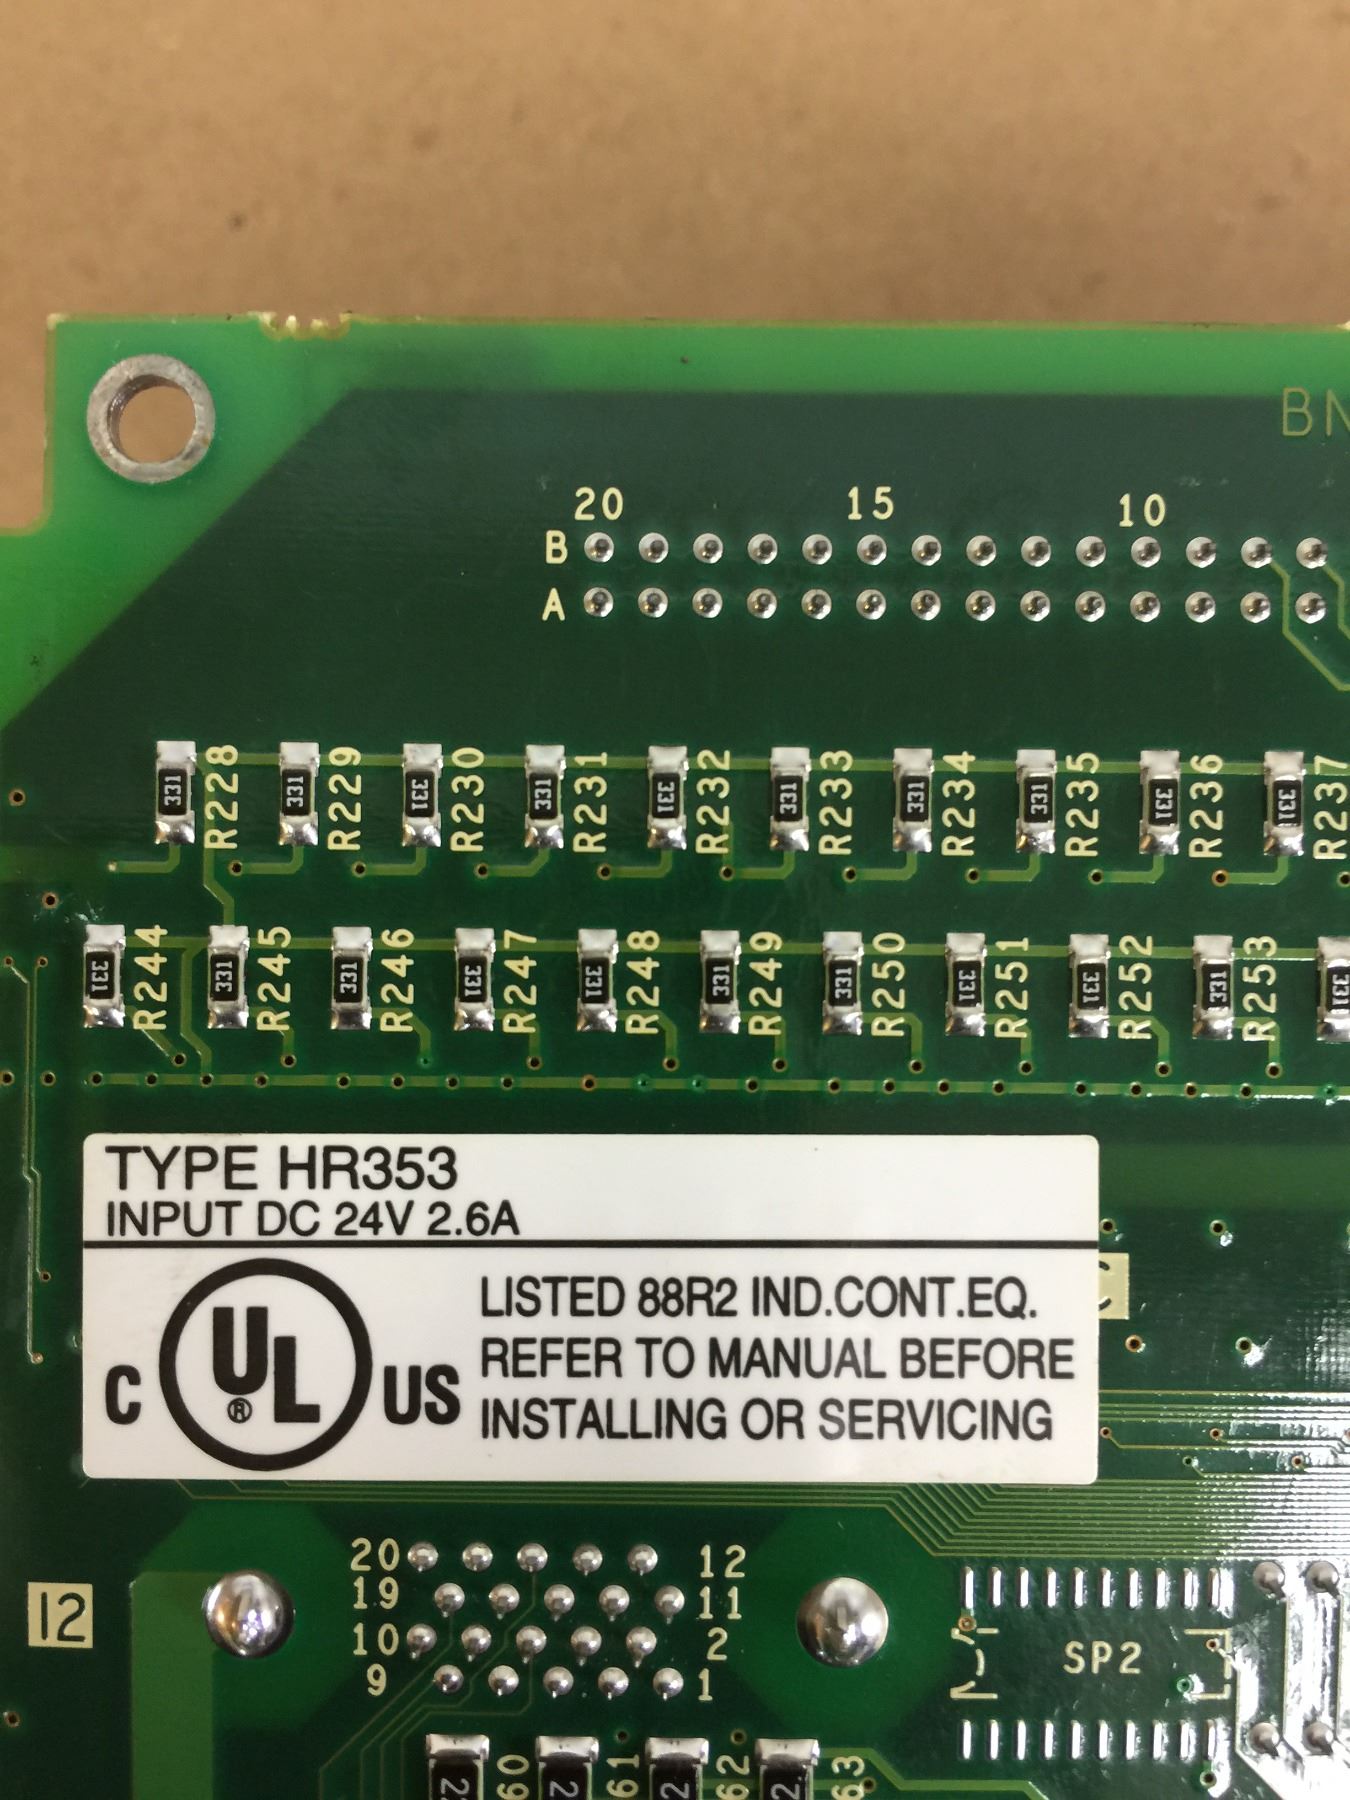 BN
20 15 10
B
A
331 R228 331 R229 331 R230 331 R231 331 R232 331 R233 331 R234 331 R235 331 R236 331 R237
331 R244 331 R245 331 R246 331 R247 331 R248 331 R249 331 R250 331 R251 331 R252 331 R253 331
TYPE HR353
INPUT DC 24V 2.6A
C UL ® US
LISTED 88R2 IND.CONT.EQ.
REFER TO MANUAL BEFORE
INSTALLING OR SERVICING
20 12
19 11
10 2
9 1
12
SP2
60 61 62 63